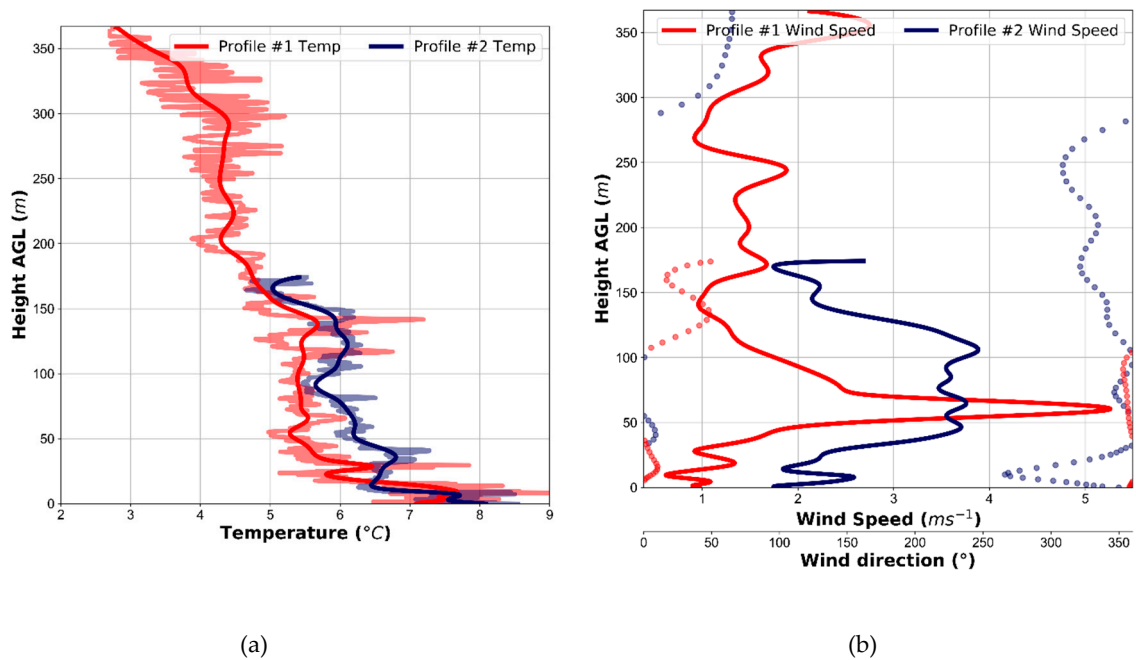 Profile #1 Temp Profile #2 Temp
350
300
250
200
150
100
50
0
Height AGL (m)
2 3 4 5 6 7 8 9
Temperature (°C)
(a)
Profile #1 Wind Speed Profile #2 Wind Speed
350
300
250
200
150
100
50
0
Height AGL (m)
1 2 3 4 5
Wind Speed (ms⁻¹)
0 50 100 150 200 250 300 350
Wind direction (°)
(b)